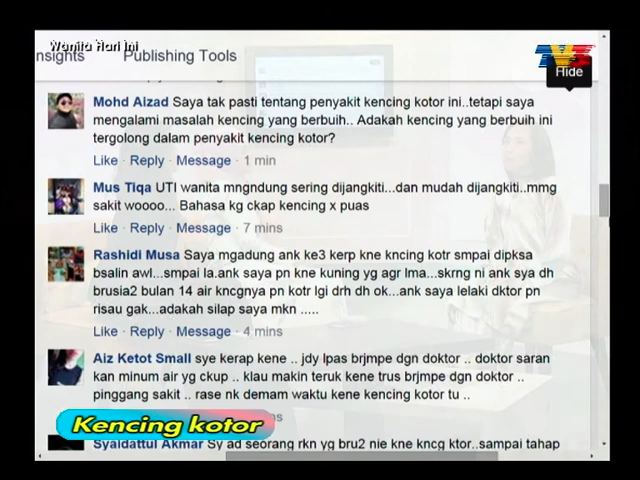 Wanita Hari Ini
nsights Publishing Tools
TV3
Hide
Mohd Aizad Saya tak pasti tentang penyakit kencing kotor ini..tetapi saya
mengalami masalah kencing yang berbuih.. Adakah kencing yang berbuih ini
tergolong dalam penyakit kencing kotor?
Like · Reply · Message · 1 min
Mus Tiqa UTI wanita mngndung sering dijangkiti...dan mudah dijangkiti..mmg
sakit woooo... Bahasa kg ckap kencing x puas
Like · Reply · Message · 7 mins
Rashidi Musa Saya mgadung ank ke3 kerp kne kncing kotr smpai dipksa
bsalin awl...smpai la.ank saya pn kne kuning yg agr lma...skrng ni ank sya dh
brusia2 bulan 14 air kncgnya pn kotr lgi drh dh ok...ank saya lelaki dktor pn
risau gak...adakah silap saya mkn .....
Like · Reply · Message · 4 mins
Aiz Ketot Small sye kerap kene .. jdy lpas brjmpe dgn doktor .. doktor saran
kan minum air yg ckup .. klau makin teruk kene trus brjmpe dgn doktor ..
pinggang sakit .. rase nk demam waktu kene kencing kotor tu ..
Kencing kotor
Syaidattul Akmar Sy ad seorang rkn yg bru2 nie kne kncg ktor..sampai tahap